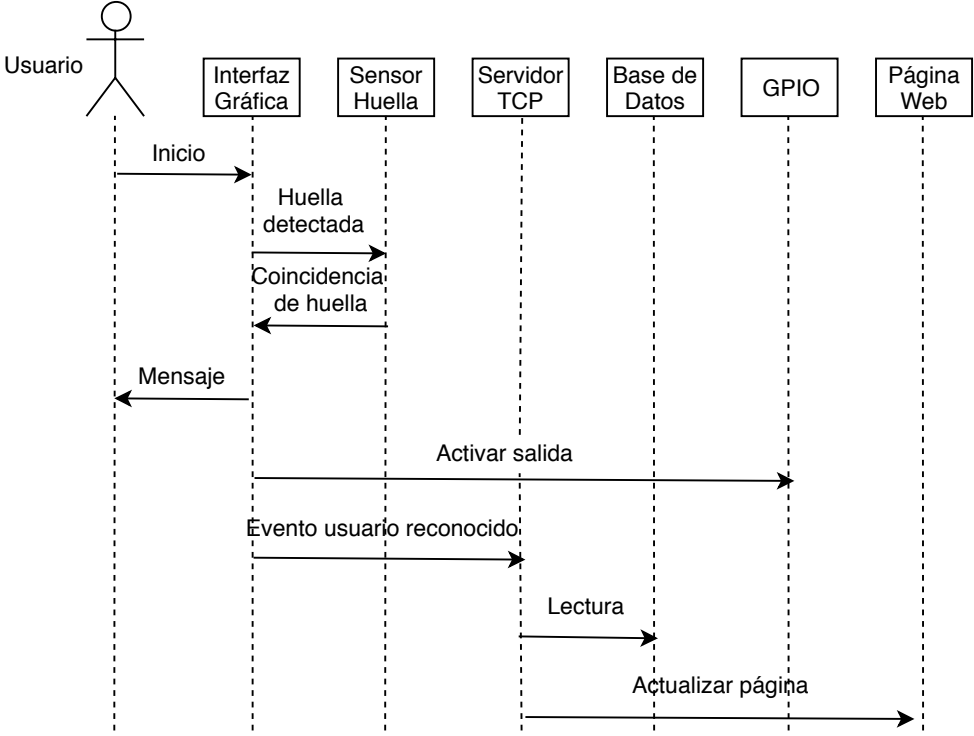 Usuario
Interfaz
Gráfica
Sensor
Huella
Servidor
TCP
Base de
Datos
GPIO
Página
Web
Inicio
Huella
detectada
Coincidencia
de huella
Mensaje
Activar salida
Evento usuario reconocido
Lectura
Actualizar página